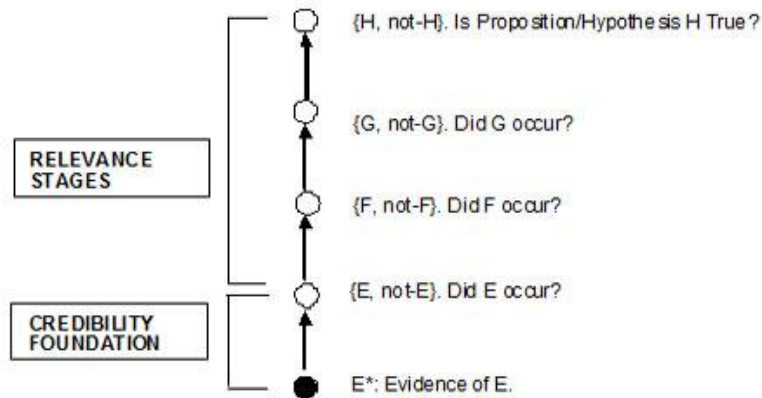 {H, not-H}. Is Proposition/Hypothesis H True?
{G, not-G}. Did G occur?
RELEVANCE
STAGES
{F, not-F}. Did F occur?
{E, not-E}. Did E occur?
CREDIBILITY
FOUNDATION
E*: Evidence of E.